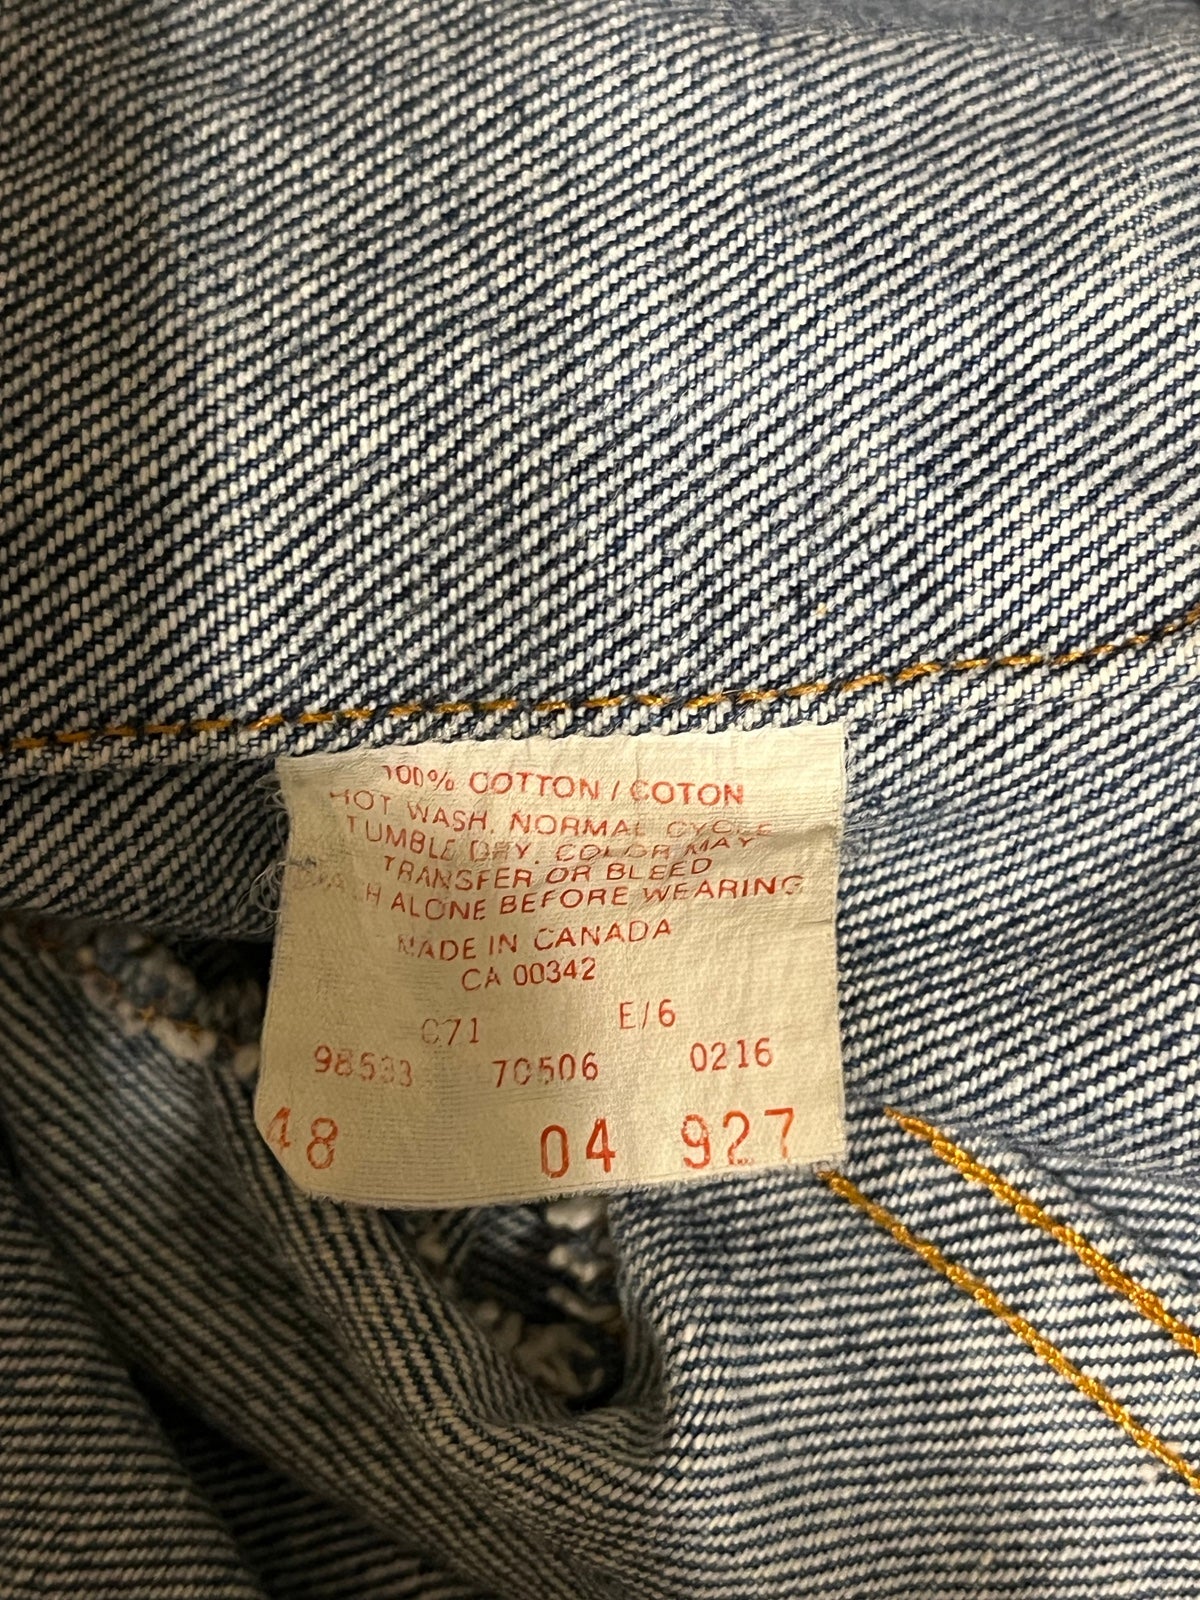 100% COTTON / COTON
HOT WASH. NORMAL CYCLE
TUMBLE DRY. COLOR MAY
TRANSFER OR BLEED
ALONE BEFORE WEARING
MADE IN CANADA
CA 00342
C71 E/6
98533 70506 0216
48 04 927